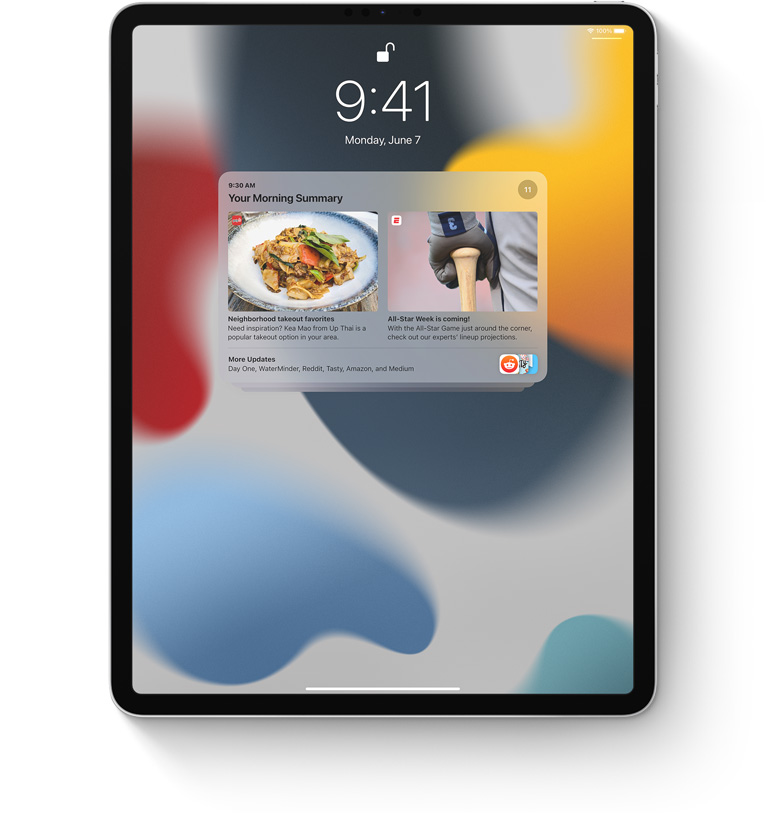 100%
9:41
Monday, June 7
9:30 AM
11
Your Morning Summary
Neighborhood takeout favorites
Need inspiration? Kea Mao from Up Thai is a
popular takeout option in your area.
All-Star Week is coming!
With the All-Star Game just around the corner,
check out our experts' lineup projections.
More Updates
Day One, WaterMinder, Reddit, Tasty, Amazon, and Medium